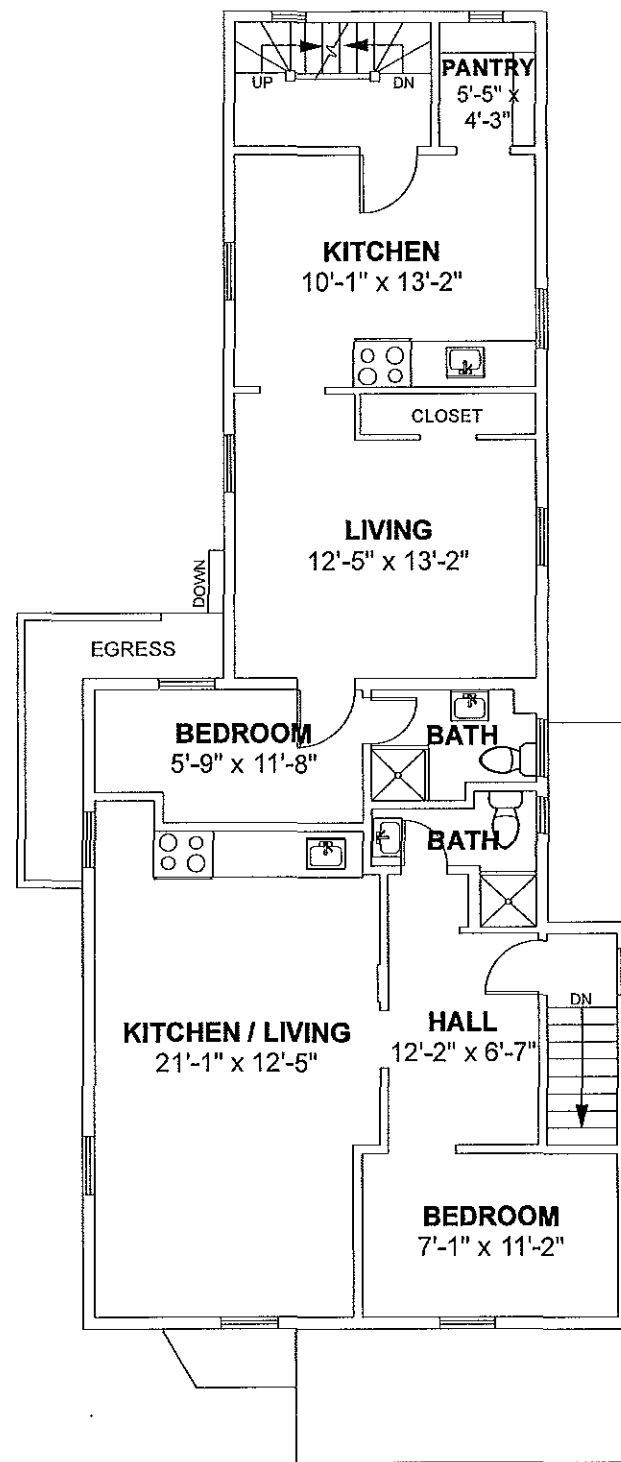 UP
DN
PANTRY
5'-5" x
4'-3"
KITCHEN
10'-1" x 13'-2"
CLOSET
LIVING
12'-5" x 13'-2"
DOWN
EGRESS
BEDROOM
5'-9" x 11'-8"
BATH
BATH
KITCHEN / LIVING
21'-1" x 12'-5"
HALL
12'-2" x 6'-7"
DN
BEDROOM
7'-1" x 11'-2"